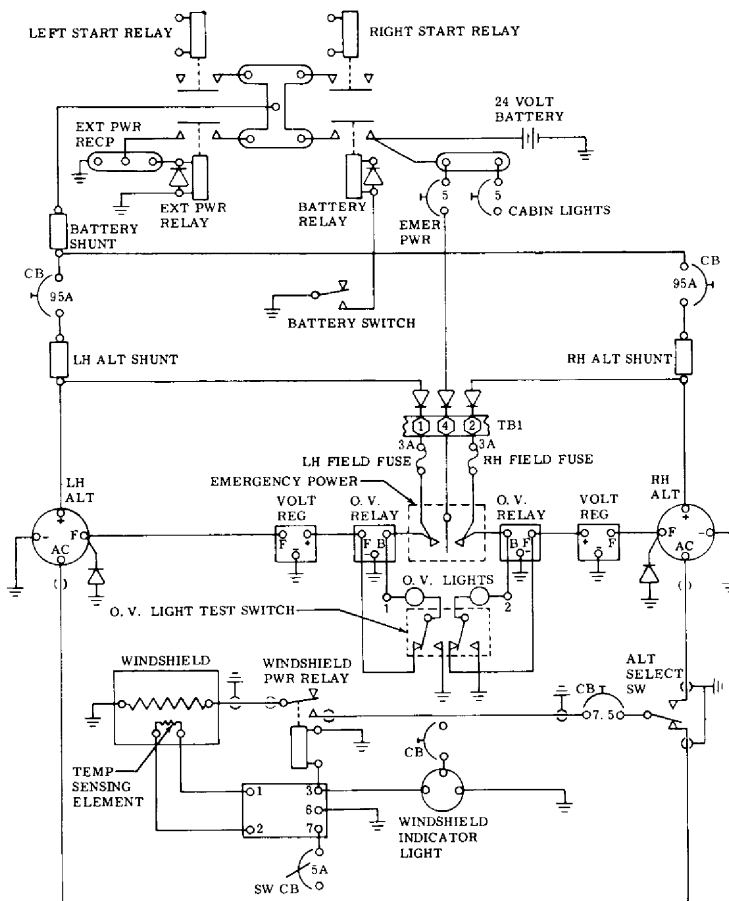 LEFT START RELAY
RIGHT START RELAY
24 VOLT
BATTERY
EXT PWR
RECP
EXT PWR
RELAY
BATTERY
RELAY
5
5
EMER
PWR
CABIN LIGHTS
BATTERY
SHUNT
CB
95A
CB
95A
BATTERY SWITCH
LH ALT SHUNT
RH ALT SHUNT
1
4
2
TB1
3A
3A
LH FIELD FUSE
RH FIELD FUSE
EMERGENCY POWER
LH
ALT
RH
ALT
VOLT
REG
O. V.
RELAY
O. V.
RELAY
VOLT
REG
+
-
F
AC
(-)
F
+
-
F
B
-
B
F
-
+
F
-
+
F
-
AC
(-)
O. V. LIGHTS
1
2
O. V. LIGHT TEST SWITCH
WINDSHIELD
WINDSHIELD
PWR RELAY
ALT
SELECT
SW
CB
7.5
TEMP
SENSING
ELEMENT
CB
1
3
6
2
7
WINDSHIELD
INDICATOR
LIGHT
5A
SW CB